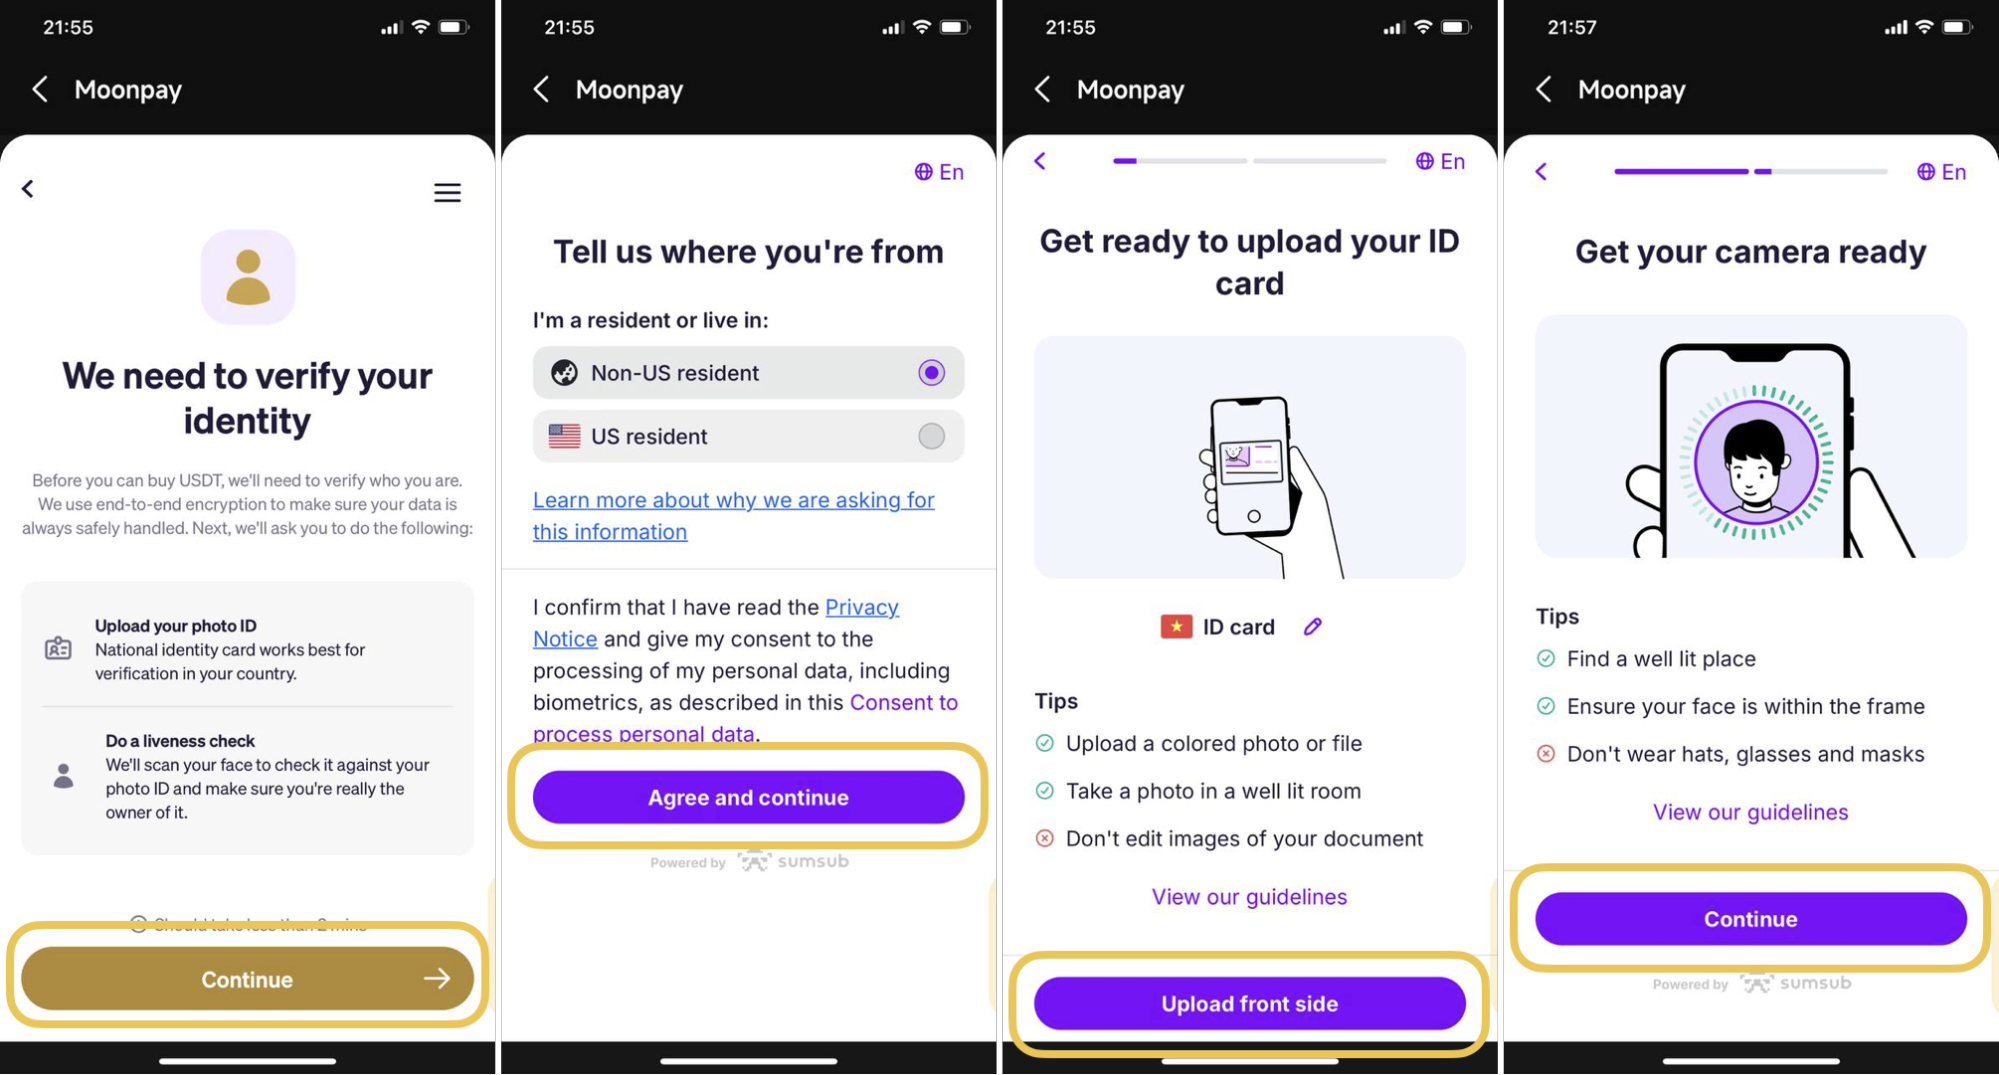 21:55
Moonpay
We need to verify your
identity
Before you can buy USDT, we'll need to verify who you are.
We use end-to-end encryption to make sure your data is
always safely handled. Next, we'll ask you to do the following:
Upload your photo ID
National identity card works best for
verification in your country.
Do a liveness check
We'll scan your face to check it against your
photo ID and make sure you're really the
owner of it.
Should take less than 2 mins
Continue
21:55
Moonpay
En
Tell us where you're from
I'm a resident or live in:
Non-US resident
US resident
Learn more about why we are asking for
this information
I confirm that I have read the Privacy
Notice and give my consent to the
processing of my personal data, including
biometrics, as described in this Consent to
process personal data.
Agree and continue
Powered by sumsub
21:55
Moonpay
En
Get ready to upload your ID
card
ID card
Tips
Upload a colored photo or file
Take a photo in a well lit room
Don't edit images of your document
View our guidelines
Upload front side
21:57
Moonpay
En
Get your camera ready
Tips
Find a well lit place
Ensure your face is within the frame
Don't wear hats, glasses and masks
View our guidelines
Continue
Powered by sumsub